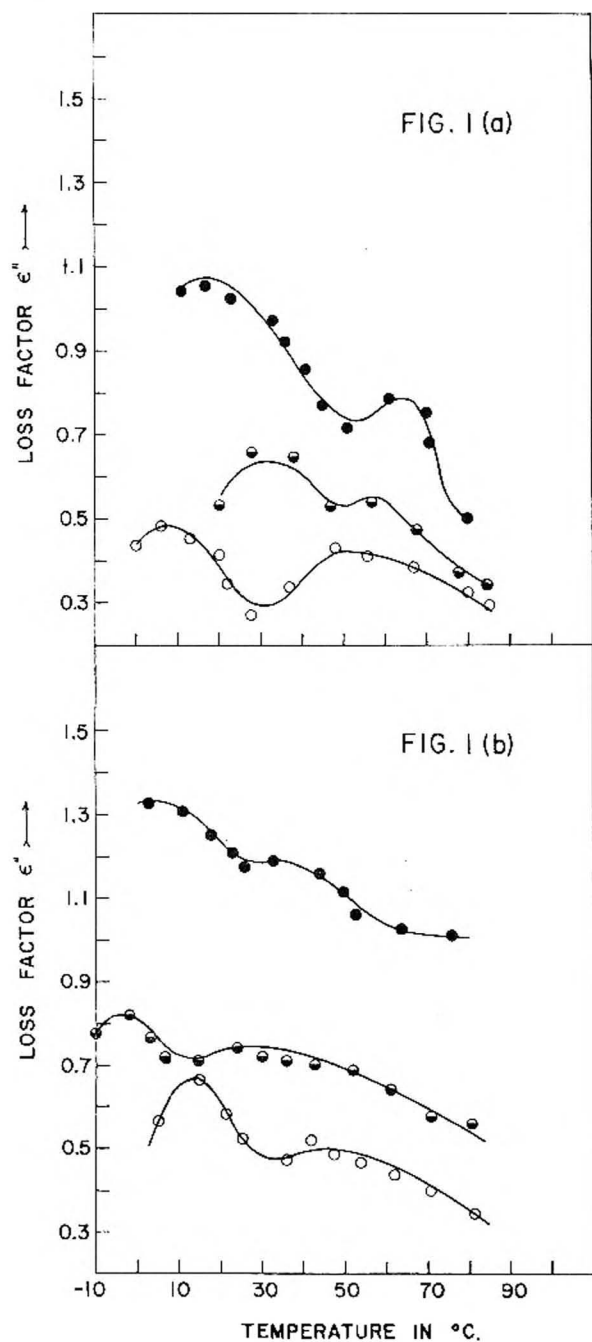 FIG. 1 (a)
1.5
1.3
1.1
0.9
0.7
0.5
0.3
LOSS FACTOR ϵ" ⟶
FIG. 1 (b)
1.5
1.3
1.1
0.9
0.7
0.5
0.3
LOSS FACTOR ϵ" ⟶
-10 10 30 50 70 90
TEMPERATURE IN °C.